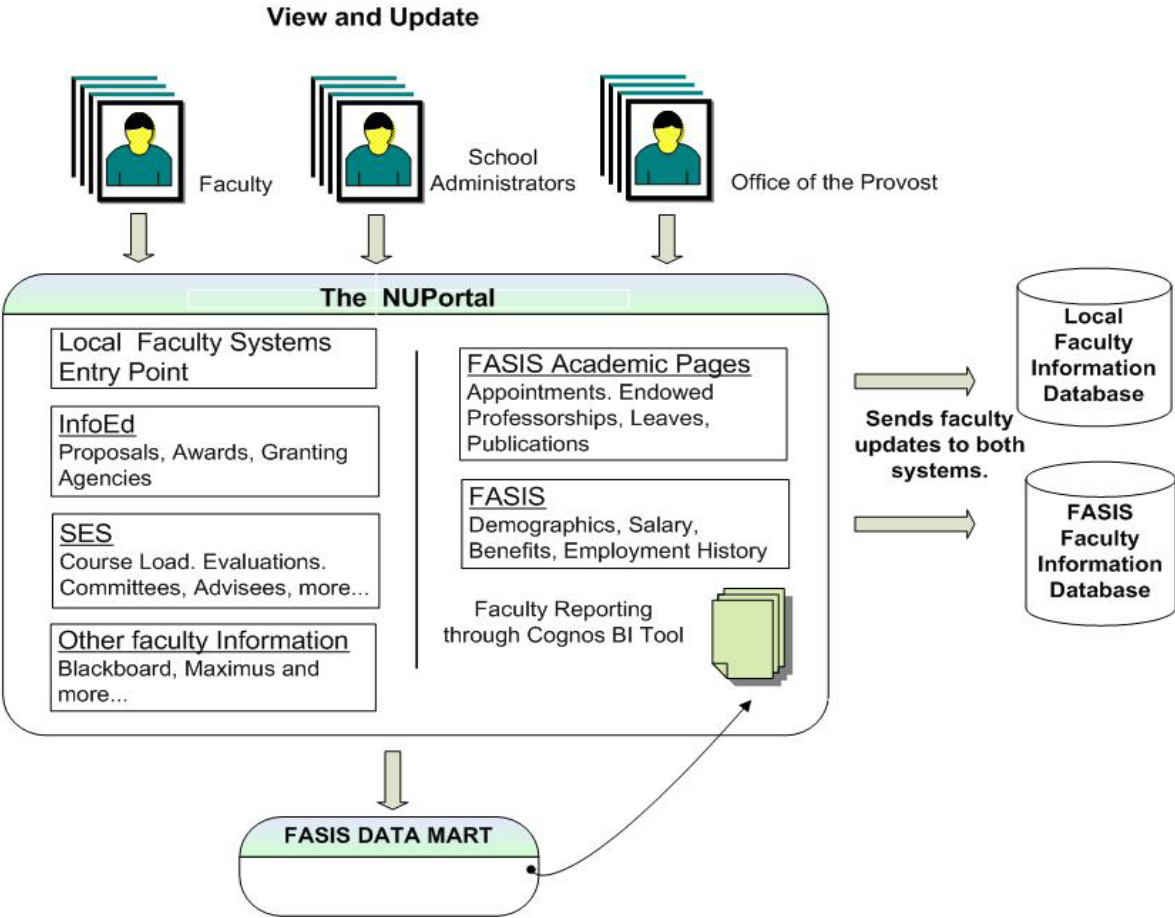 View and Update
Faculty
School
Administrators
Office of the Provost
The NUPortal
Local Faculty Systems
Entry Point
InfoEd
Proposals, Awards, Granting
Agencies
SES
Course Load. Evaluations.
Committees, Advisees, more...
Other faculty Information
Blackboard, Maximus and
more...
FASIS Academic Pages
Appointments. Endowed
Professorships, Leaves,
Publications
FASIS
Demographics, Salary,
Benefits, Employment History
Faculty Reporting
through Cognos BI Tool
Sends faculty
updates to both
systems.
Local
Faculty
Information
Database
FASIS
Faculty
Information
Database
FASIS DATA MART